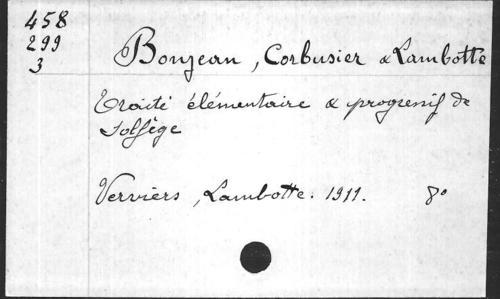 458
299
3
Bonjean, Corbusier & Lambotte
Traité élémentaire & progressif de
Solfège
Verviers, Lambotte. 1911. 8°